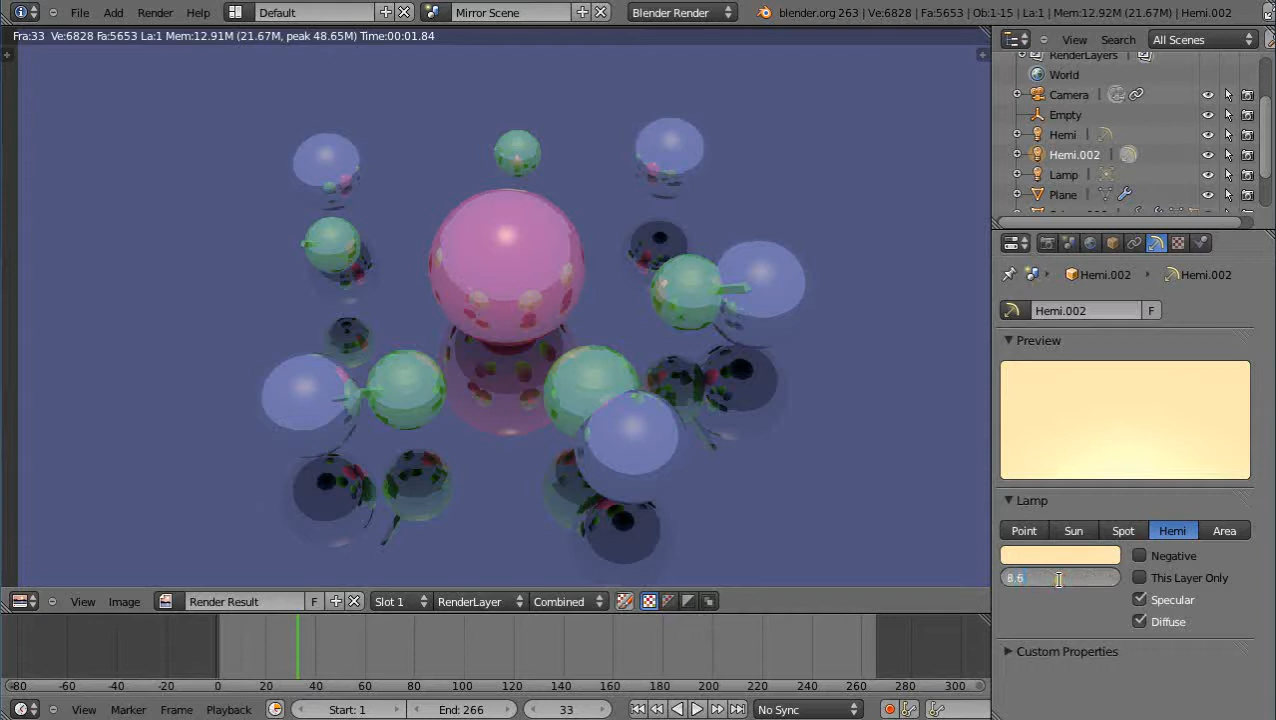 File Add Render Help Default Mirror Scene Blender Render blender.org 263 | Ve:6828 | Fa:5653 | Ob:1-15 | La:1 | Mem:12.92M (21.67M) | Hemi.002
Fra:33 Ve:6828 Fa:5653 La:1 Mem:12.91M (21.67M, peak 48.65M) Time:00:01.84
View Search All Scenes
RenderLayers
World
Camera
Empty
Hemi
Hemi.002
Lamp
Plane
Hemi.002 Hemi.002
Hemi.002 F
Preview
Lamp
Point Sun Spot Hemi Area
Negative
8.6 This Layer Only
Specular
Diffuse
Custom Properties
View Image Render Result F Slot 1 RenderLayer Combined
-80 -60 -40 -20 0 20 40 60 80 100 120 140 160 180 200 220 240 260 280 300
View Marker Frame Playback Start: 1 End: 266 33 No Sync